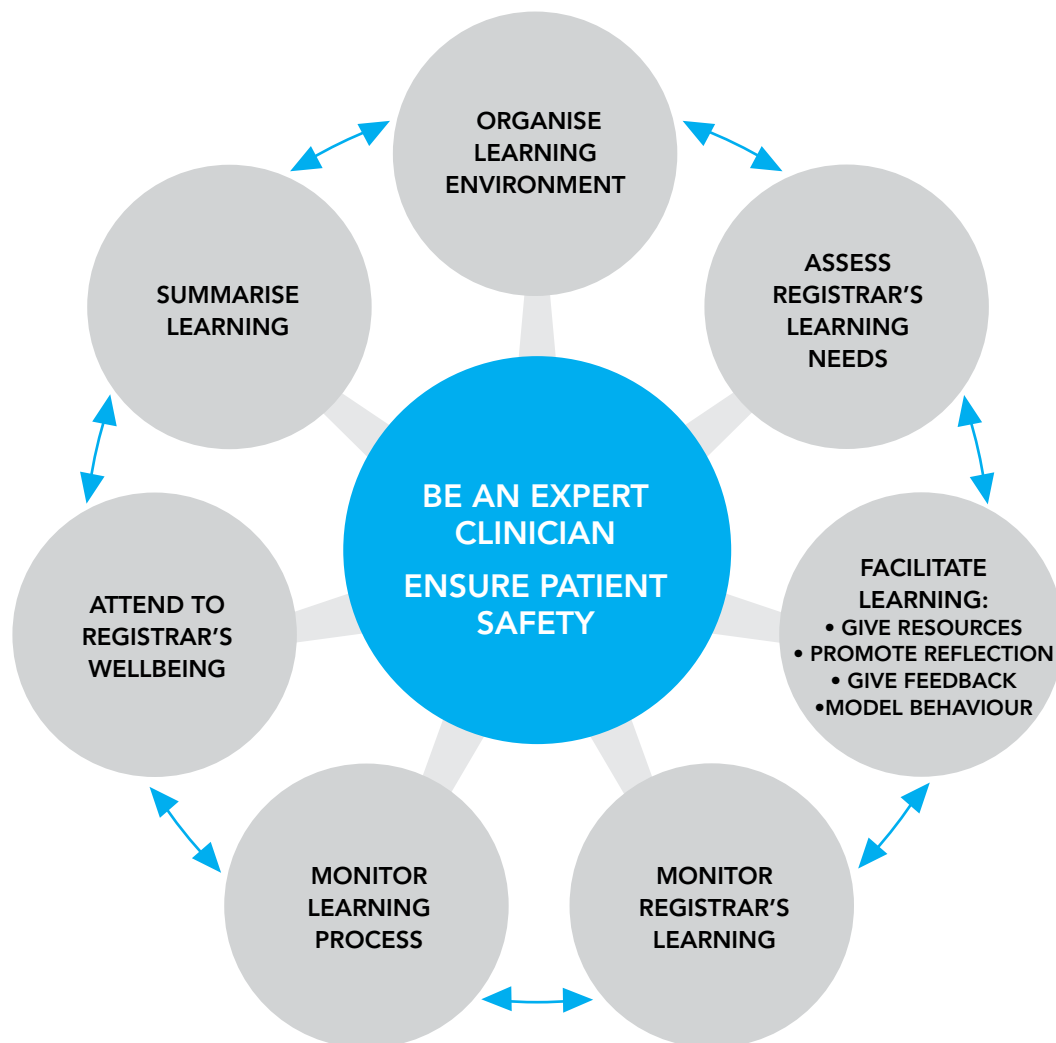 ORGANISE
LEARNING
ENVIRONMENT
ASSESS
REGISTRAR'S
LEARNING
NEEDS
FACILITATE
LEARNING:
• GIVE RESOURCES
• PROMOTE REFLECTION
• GIVE FEEDBACK
•MODEL BEHAVIOUR
MONITOR
REGISTRAR'S
LEARNING
MONITOR
LEARNING
PROCESS
ATTEND TO
REGISTRAR'S
WELLBEING
SUMMARISE
LEARNING
BE AN EXPERT
CLINICIAN
ENSURE PATIENT
SAFETY